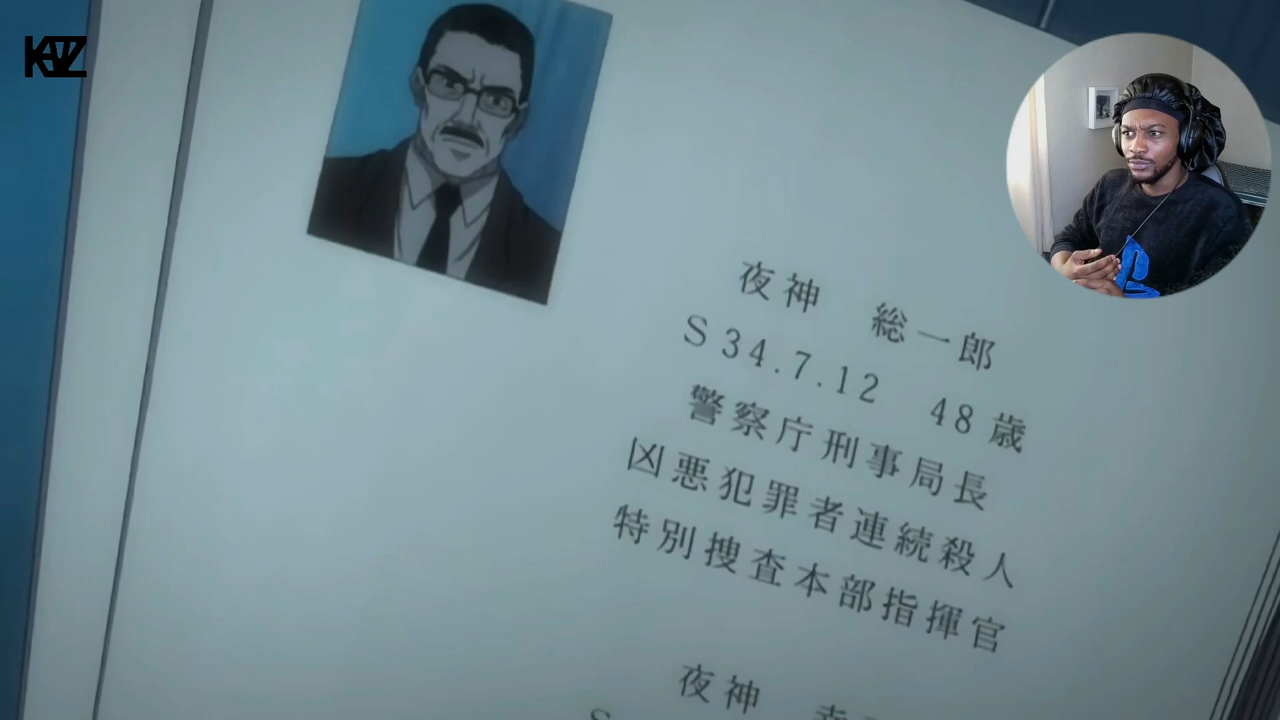 KWZ
夜神 総一郎
S34.7.12 48歳
警察庁刑事局長
凶悪犯罪者連続殺人
特別捜査本部指揮官
夜神